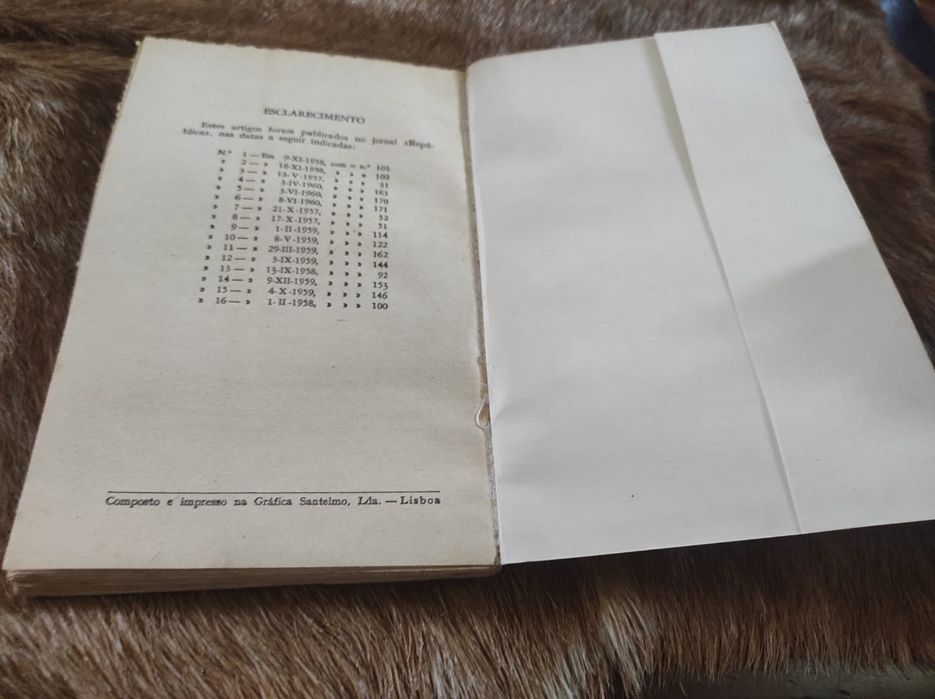 ESCLARECIMENTO
Estes artigos foram publicados no jornal «Repú-
blica», nas datas a seguir indicadas:
N.º 1 — Em 9-XI-1958, com o n.º 101
» 2 — » 16-XI-1958, » » » 102
» 3 — » 18-V-1957, » » » 31
» 4 — » 3-IV-1960, » » » 161
» 5 — » 3-VI-1960, » » » 170
» 6 — » 8-VI-1960, » » » 171
» 7 — » 21-X-1957, » » » 52
» 8 — » 17-X-1957, » » » 51
» 9 — » 1-II-1959, » » » 114
» 10 — » 8-V-1959, » » » 122
» 11 — » 29-III-1959, » » » 162
» 12 — » 3-IX-1959, » » » 144
» 13 — » 13-IX-1958, » » » 92
» 14 — » 9-XII-1959, » » » 153
» 15 — » 4-X-1959, » » » 146
» 16 — » 1-II-1958, » » » 100
Composto e impresso na Gráfica Santelmo, Lda. — Lisboa